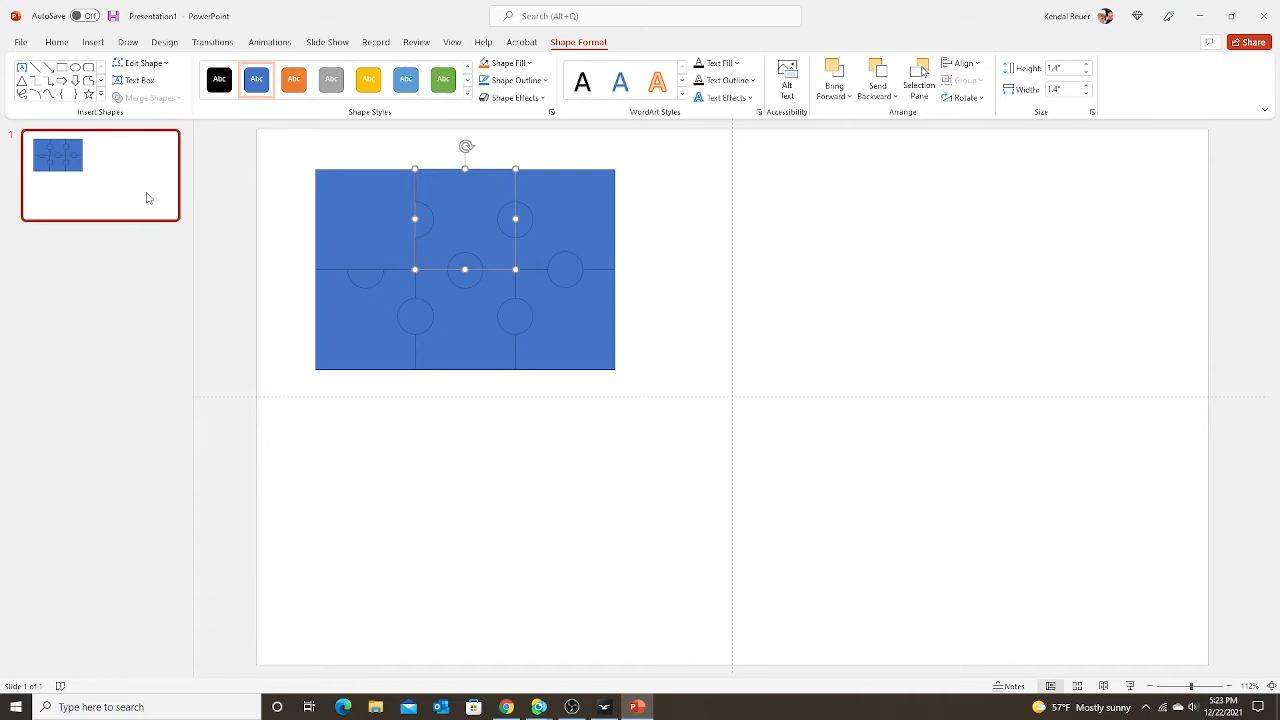 AutoSave Off Presentation1 - PowerPoint Search (Alt+Q) Kendal Reuer
File Home Insert Draw Design Transitions Animations Slide Show Record Review View Help Acrobat Shape Format Share
Edit Shape Text Box Merge Shapes
Abc Abc Abc Abc Abc Abc Abc
Shape Fill Shape Outline Shape Effects
A A A
Text Fill Text Outline Text Effects
Alt Text
Bring Forward Send Backward Selection Pane
Align Group Rotate
Height: 1.4"
Width: 1.4"
Insert Shapes Shape Styles WordArt Styles Accessibility Arrange Size
1
Slide 1 of 1 Notes 112%
Type here to search 57°F Mostly sunny 5:23 PM
12/22/2021